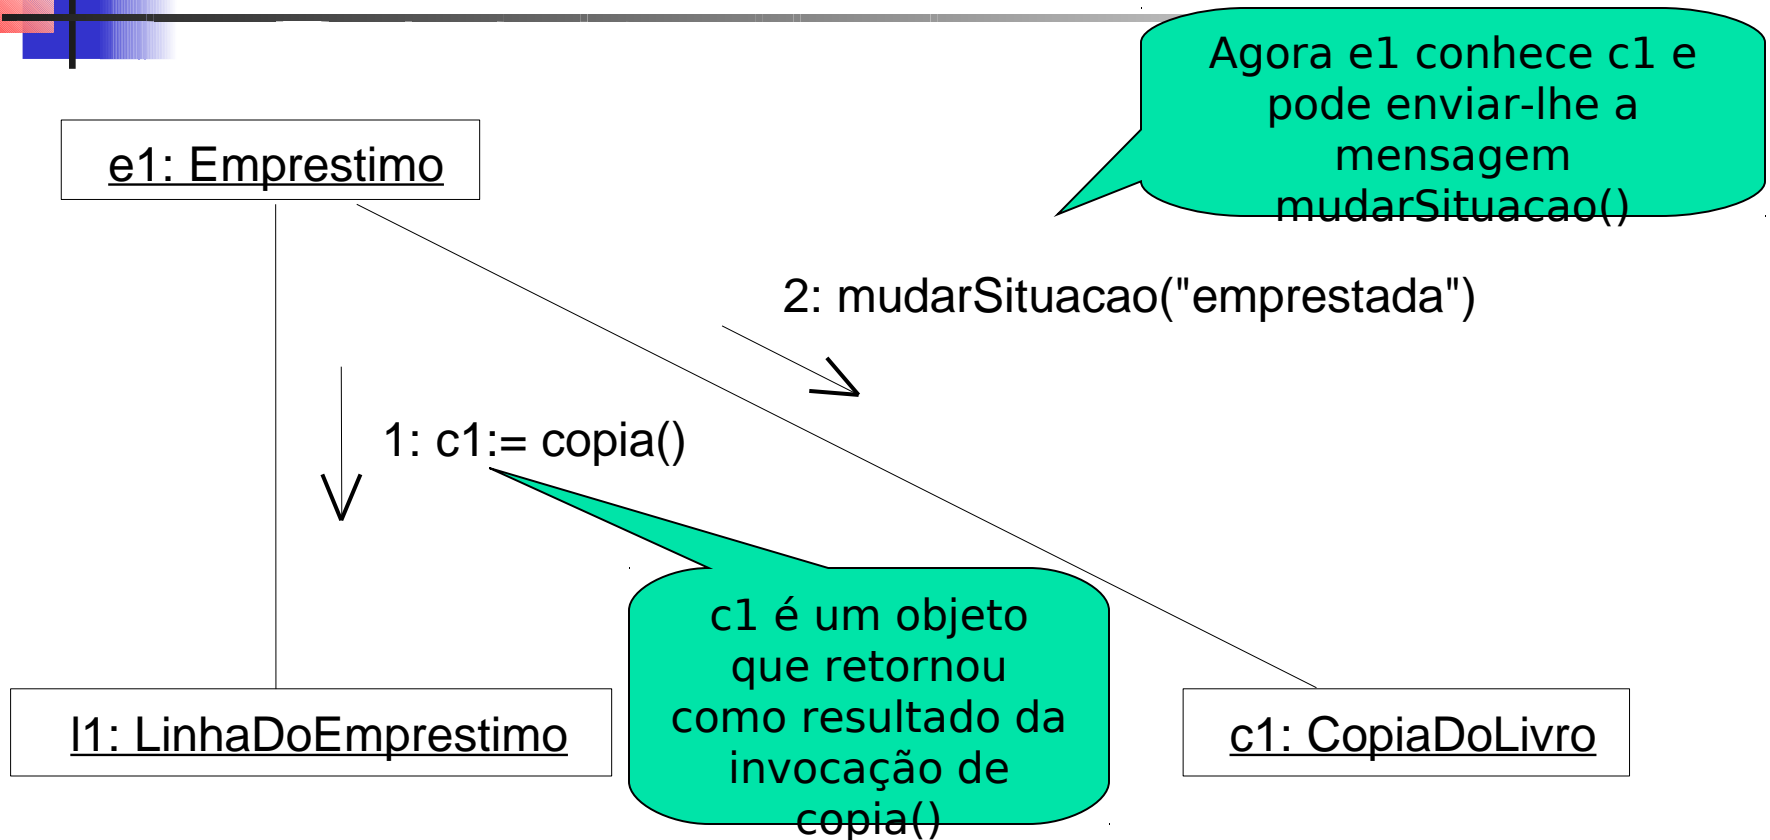 Agora e1 conhece c1 e
pode enviar-lhe a
mensagem
mudarSituacao()
e1: Emprestimo
2: mudarSituacao("emprestada")
1: c1:= copia()
c1 é um objeto
que retornou
como resultado da
invocação de
copia()
l1: LinhaDoEmprestimo
c1: CopiaDoLivro